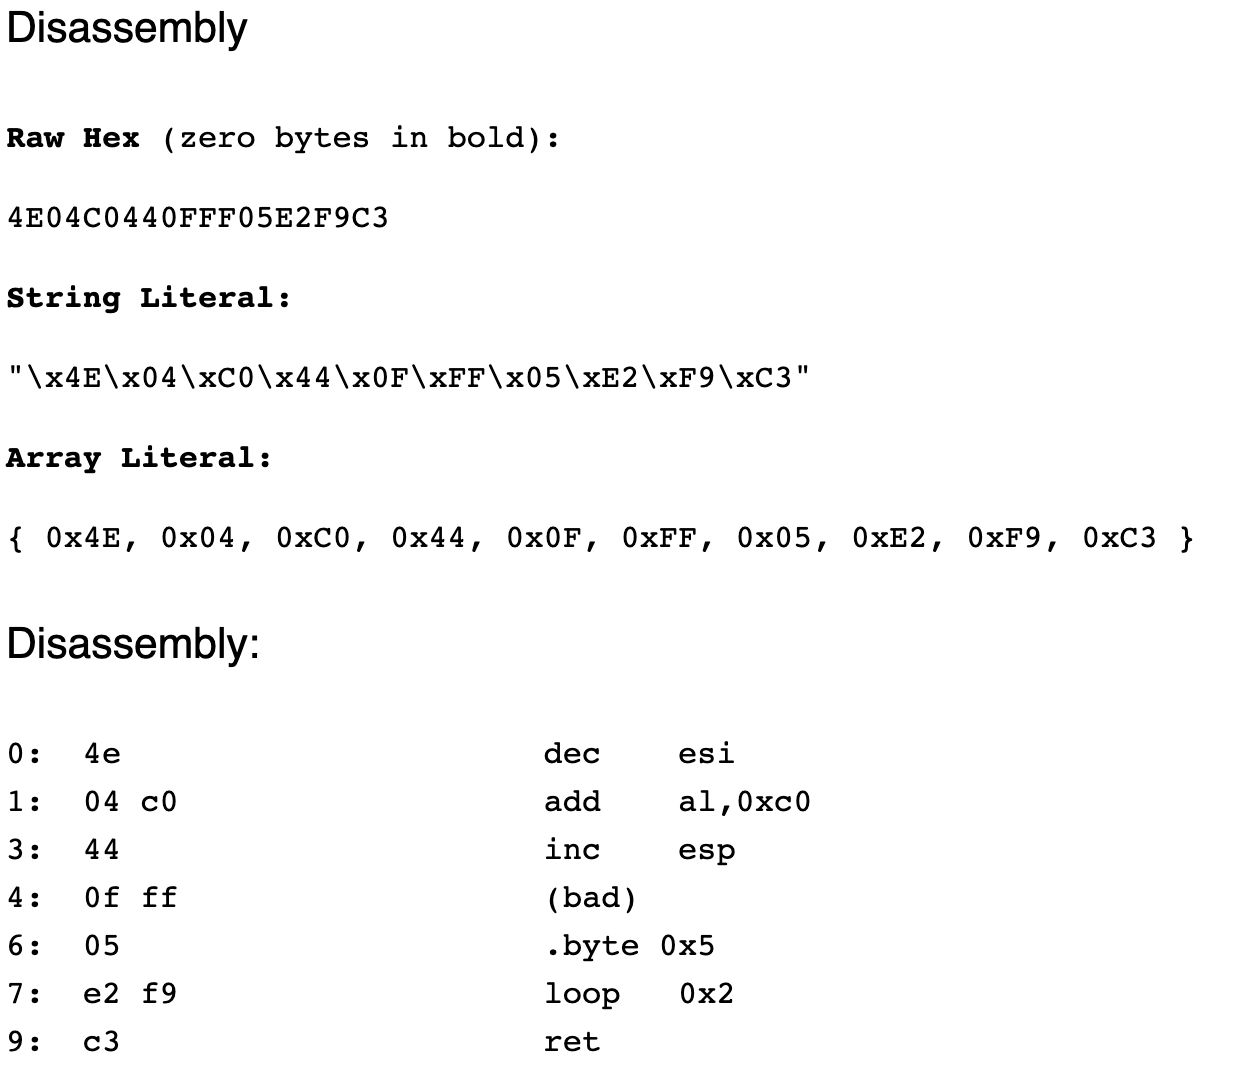 Disassembly
Raw Hex (zero bytes in bold):
4E04C0440FFF05E2F9C3
String Literal:
"\x4E\x04\xC0\x44\x0F\xFF\x05\xE2\xF9\xC3"
Array Literal:
{ 0x4E, 0x04, 0xC0, 0x44, 0x0F, 0xFF, 0x05, 0xE2, 0xF9, 0xC3 }
Disassembly:
0:  4e                      dec    esi
1:  04 c0                   add    al,0xc0
3:  44                      inc    esp
4:  0f ff                   (bad)
6:  05                      .byte 0x5
7:  e2 f9                   loop   0x2
9:  c3                      ret